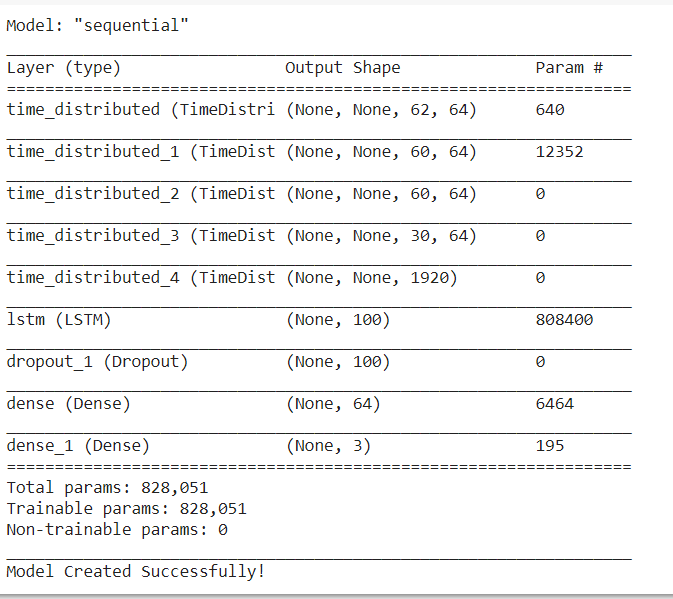 Model: "sequential"
Layer (type) Output Shape Param #
=================================================================
time_distributed (TimeDistri (None, None, 62, 64) 640
time_distributed_1 (TimeDist (None, None, 60, 64) 12352
time_distributed_2 (TimeDist (None, None, 60, 64) 0
time_distributed_3 (TimeDist (None, None, 30, 64) 0
time_distributed_4 (TimeDist (None, None, 1920) 0
lstm (LSTM) (None, 100) 808400
dropout_1 (Dropout) (None, 100) 0
dense (Dense) (None, 64) 6464
dense_1 (Dense) (None, 3) 195
=================================================================
Total params: 828,051
Trainable params: 828,051
Non-trainable params: 0
Model Created Successfully!